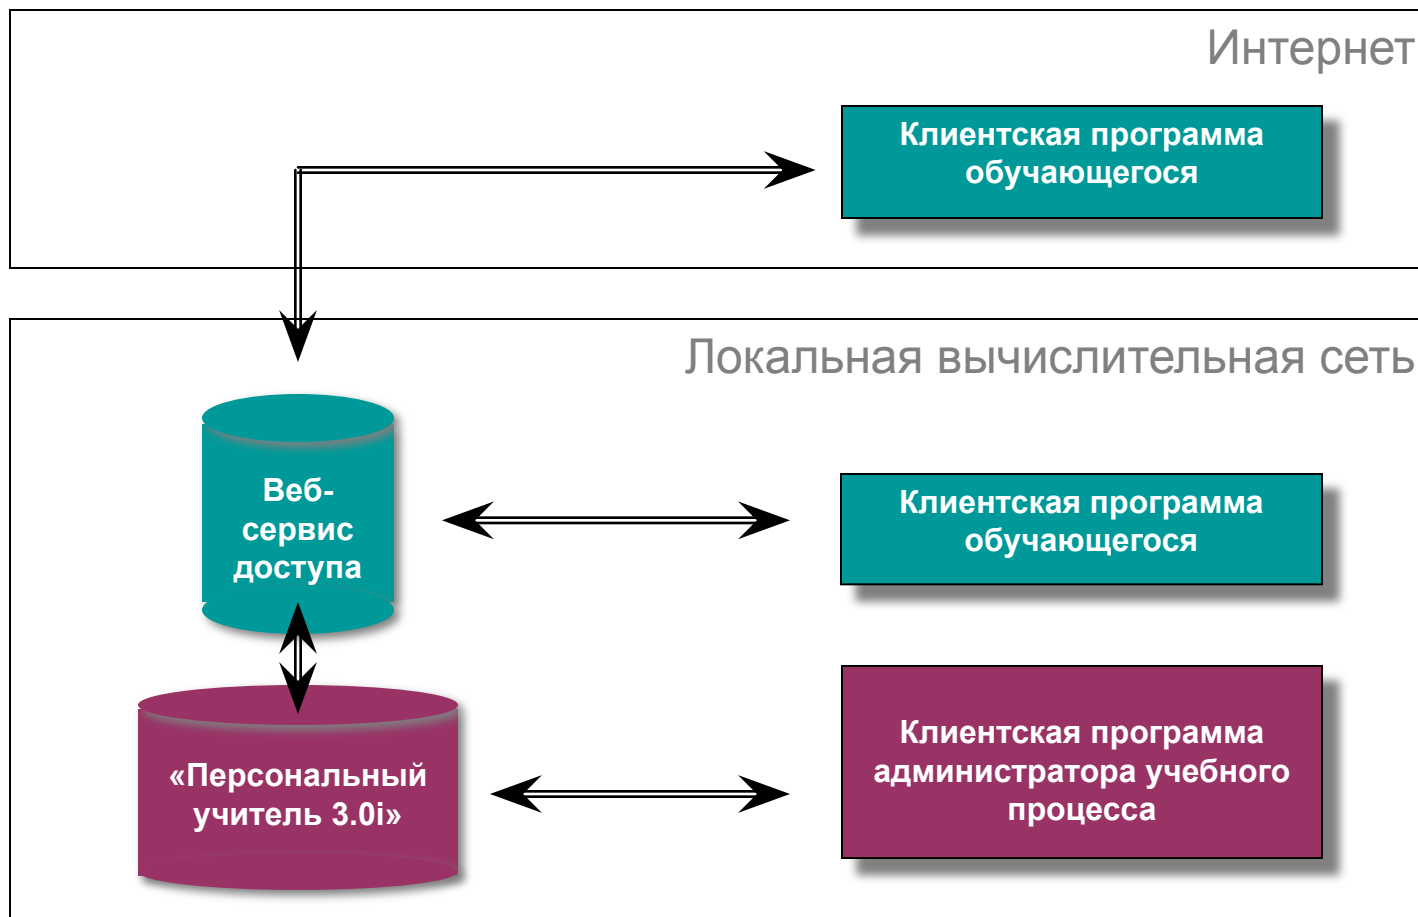 Интернет
Клиентская программа
обучающегося
Локальная вычислительная сеть
Веб-
сервис
доступа
Клиентская программа
обучающегося
«Персональный
учитель 3.0i»
Клиентская программа
администратора учебного
процесса